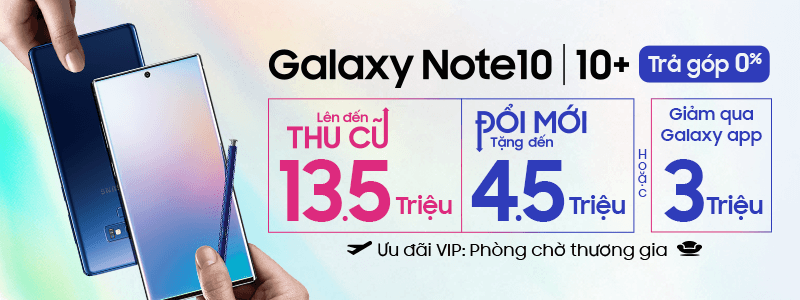 Galaxy Note10 | 10+ Trả góp 0%
Lên đến
THU CŨ
13.5 Triệu
ĐỔI MỚI
Tặng đến
4.5 Triệu
Hoặc
Giảm qua
Galaxy app
3 Triệu
Ưu đãi VIP: Phòng chờ thương gia